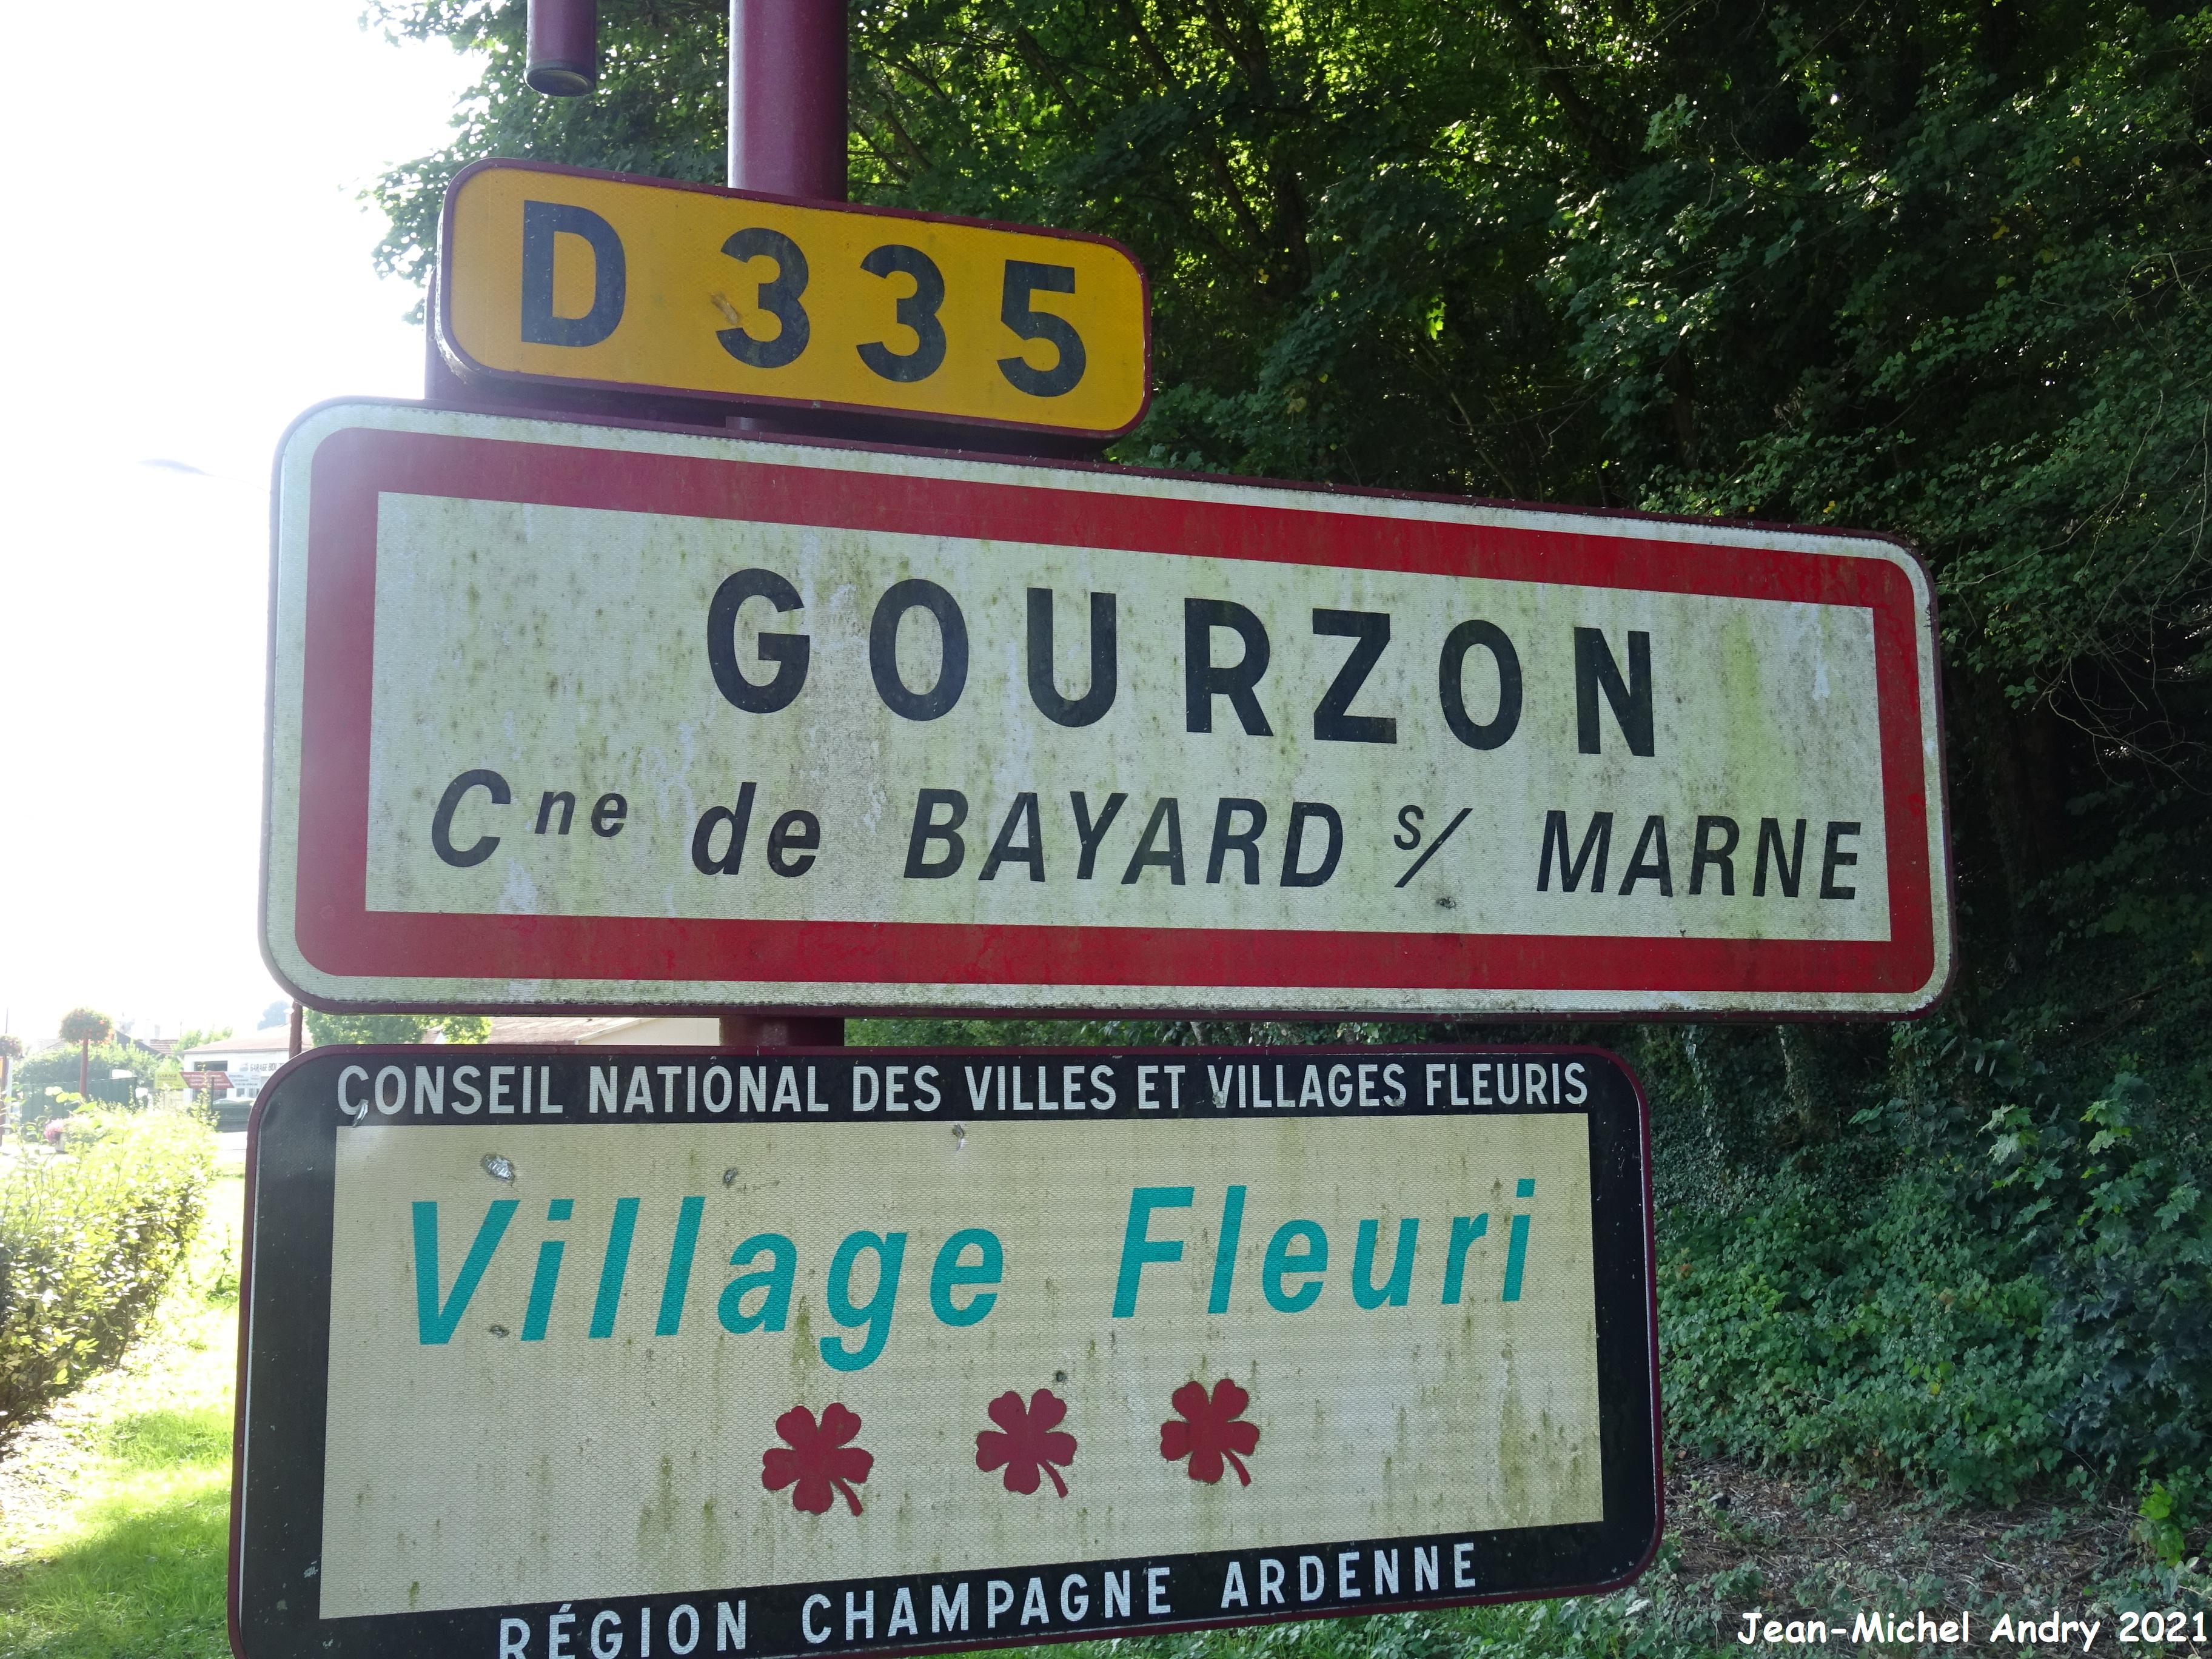 D 335
GOURZON
Cne de BAYARD s/ MARNE
CONSEIL NATIONAL DES VILLES ET VILLAGES FLEURIS
Village Fleuri
RÉGION CHAMPAGNE ARDENNE
Jean-Michel Andry 2021